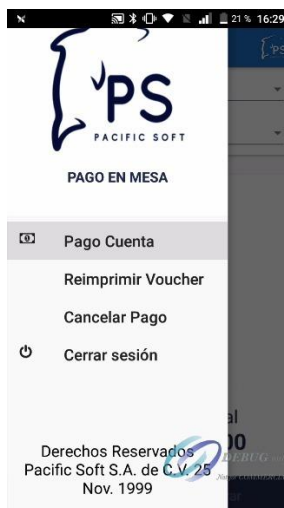 21 % 16:29
PS
PACIFIC SOFT
PAGO EN MESA
Pago Cuenta
Reimprimir Voucher
Cancelar Pago
Cerrar sesión
Derechos Reservados
Pacific Soft S.A. de C.V. 25
Nov. 1999
DEBUG